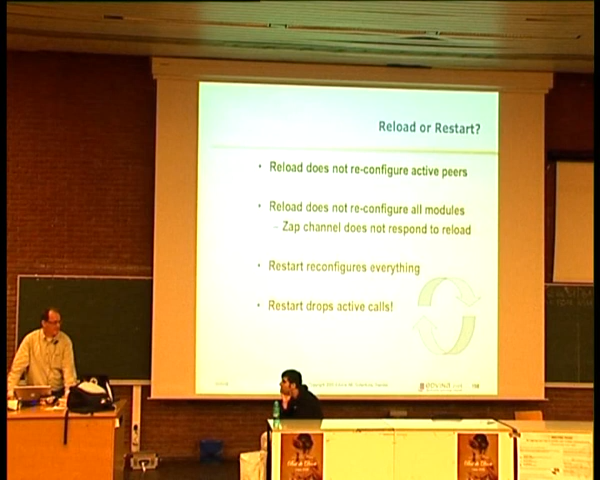 Reload or Restart?
• Reload does not re-configure active peers
• Reload does not re-configure all modules
– Zap channel does not respond to reload
• Restart reconfigures everything
• Restart drops active calls!